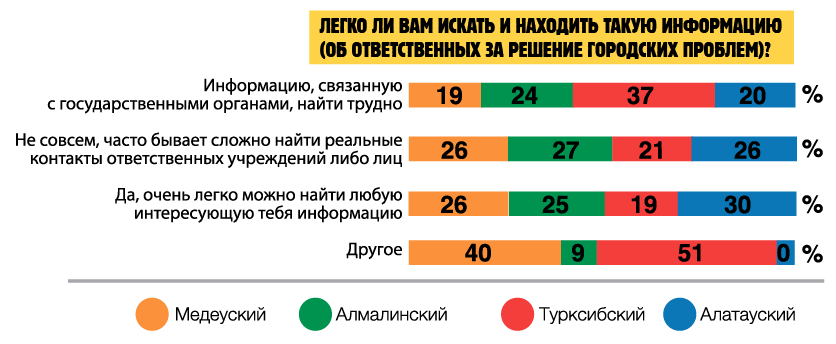 ЛЕГКО ЛИ ВАМ ИСКАТЬ И НАХОДИТЬ ТАКУЮ ИНФОРМАЦИЮ
(ОБ ОТВЕТСТВЕННЫХ ЗА РЕШЕНИЕ ГОРОДСКИХ ПРОБЛЕМ)?
Информацию, связанную
с государственными органами, найти трудно
19 24 37 20 %
Не совсем, часто бывает сложно найти реальные
контакты ответственных учреждений либо лиц
26 27 21 26 %
Да, очень легко можно найти любую
интересующую тебя информацию
26 25 19 30 %
Другое
40 9 51 0 %
Медеуский Алмалинский Турксибский Алатауский